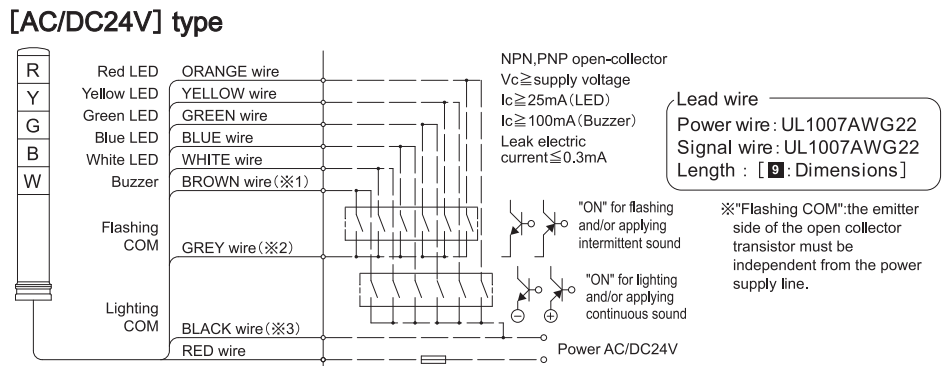 [AC/DC24V] type
R
Y
G
B
W
Red LED ORANGE wire
Yellow LED YELLOW wire
Green LED GREEN wire
Blue LED BLUE wire
White LED WHITE wire
Buzzer BROWN wire(※1)
Flashing
COM
GREY wire(※2)
Lighting
COM
BLACK wire(※3)
RED wire
NPN,PNP open-collector
Vc≧supply voltage
Ic≧25mA(LED)
Ic≧100mA(Buzzer)
Leak electric
current≦0.3mA
"ON" for flashing
and/or applying
intermittent sound
"ON" for lighting
and/or applying
continuous sound
Power AC/DC24V
Lead wire
Power wire:UL1007AWG22
Signal wire:UL1007AWG22
Length : [9:Dimensions]
※"Flashing COM":the emitter
side of the open collector
transistor must be
independent from the power
supply line.